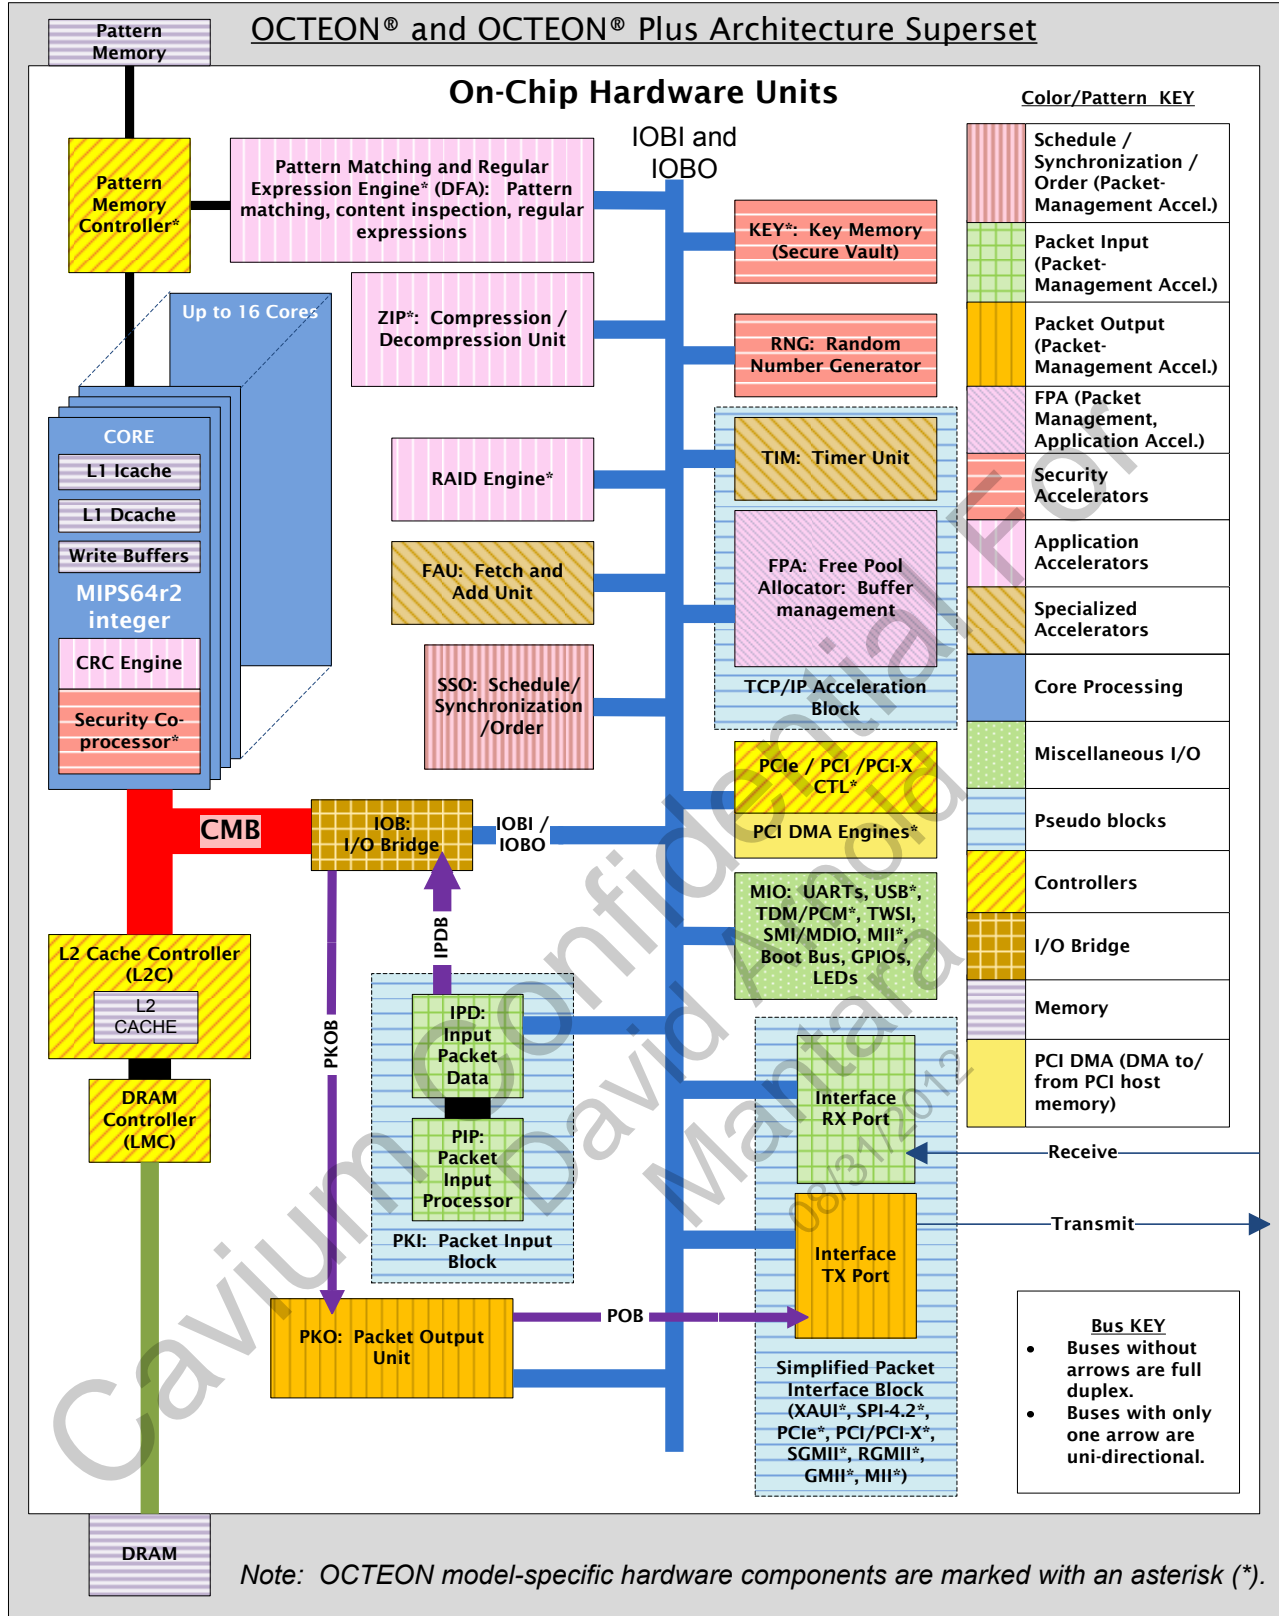 OCTEON® and OCTEON® Plus Architecture Superset
Pattern
Memory
On-Chip Hardware Units
IOBI and
IOBO
Pattern
Memory
Controller*
Pattern Matching and Regular
Expression Engine* (DFA): Pattern
matching, content inspection, regular
expressions
KEY*: Key Memory
(Secure Vault)
Up to 16 Cores
ZIP*: Compression /
Decompression Unit
RNG: Random
Number Generator
CORE
L1 Icache
L1 Dcache
Write Buffers
MIPS64r2
integer
CRC Engine
Security Co-
processor*
RAID Engine*
TIM: Timer Unit
FAU: Fetch and
Add Unit
FPA: Free Pool
Allocator: Buffer
management
TCP/IP Acceleration
Block
SSO: Schedule/
Synchronization
/Order
PCIe / PCI /PCI-X
CTL*
PCI DMA Engines*
CMB
IOB:
I/O Bridge
IOBI /
IOBO
MIO: UARTs, USB*,
TDM/PCM*, TWSI,
SMI/MDIO, MII*,
Boot Bus, GPIOs,
LEDs
L2 Cache Controller
(L2C)
L2
CACHE
DRAM
Controller
(LMC)
PKOB
IPDB
IPD:
Input
Packet
Data
PIP:
Packet
Input
Processor
PKI: Packet Input
Block
Interface
RX Port
Receive
Interface
TX Port
Transmit
PKO: Packet Output
Unit
POB
Simplified Packet
Interface Block
(XAUI*, SPI-4.2*,
PCIe*, PCI/PCI-X*,
SGMII*, RGMII*,
GMII*, MII*)
DRAM
Color/Pattern KEY
Schedule /
Synchronization /
Order (Packet-
Management Accel.)
Packet Input
(Packet-
Management Accel.)
Packet Output
(Packet-
Management Accel.)
FPA (Packet
Management,
Application Accel.)
Security
Accelerators
Application
Accelerators
Specialized
Accelerators
Core Processing
Miscellaneous I/O
Pseudo blocks
Controllers
I/O Bridge
Memory
PCI DMA (DMA to/
from PCI host
memory)
Bus KEY
• Buses without
arrows are full
duplex.
• Buses with only
one arrow are
uni-directional.
Note: OCTEON model-specific hardware components are marked with an asterisk (*).
Cavium Confidential For
David Arnold
Mantara
08/31/2012